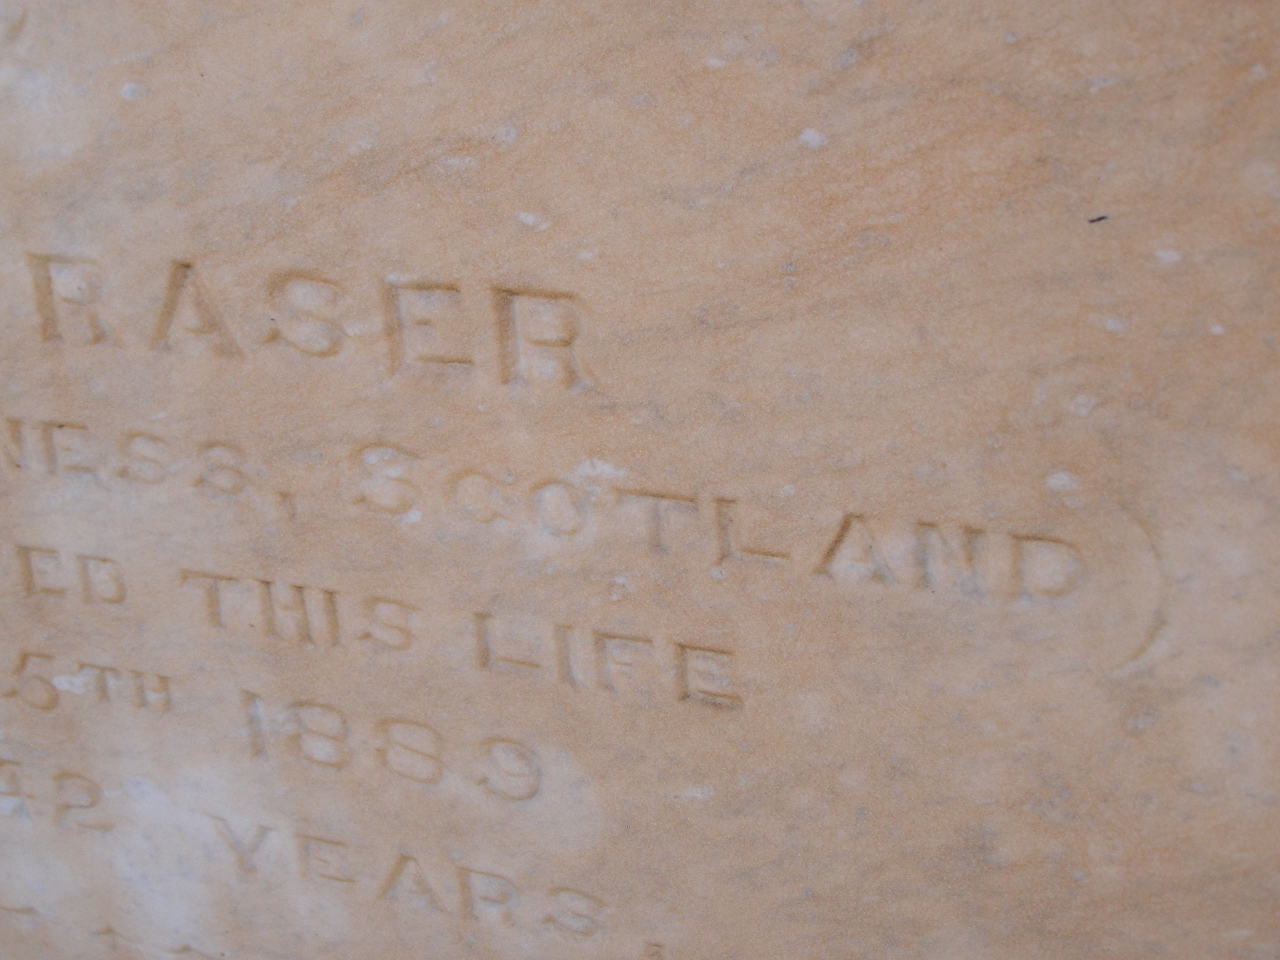 RASER
NESS, SCOTLAND)
ED THIS LIFE
5TH 1889
42 YEARS,